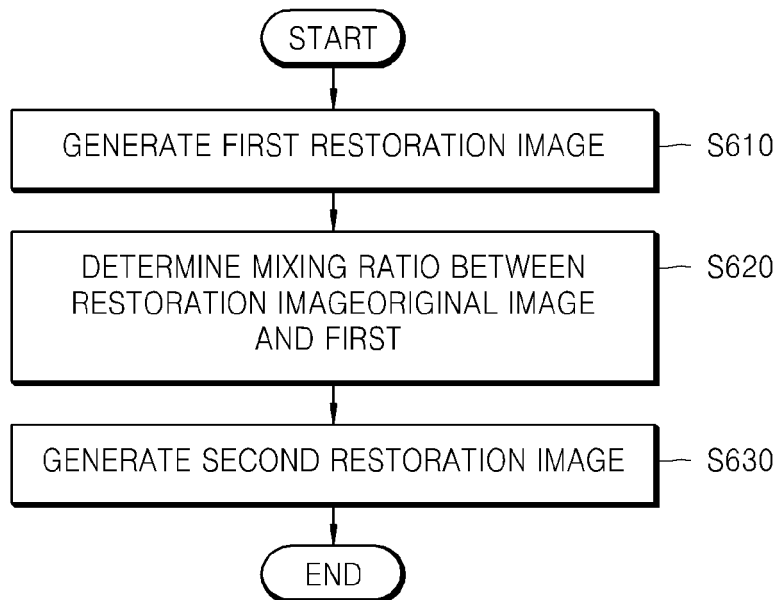 START
GENERATE FIRST RESTORATION IMAGE
S610
DETERMINE MIXING RATIO BETWEEN
RESTORATION IMAGEORIGINAL IMAGE
AND FIRST
S620
GENERATE SECOND RESTORATION IMAGE
S630
END